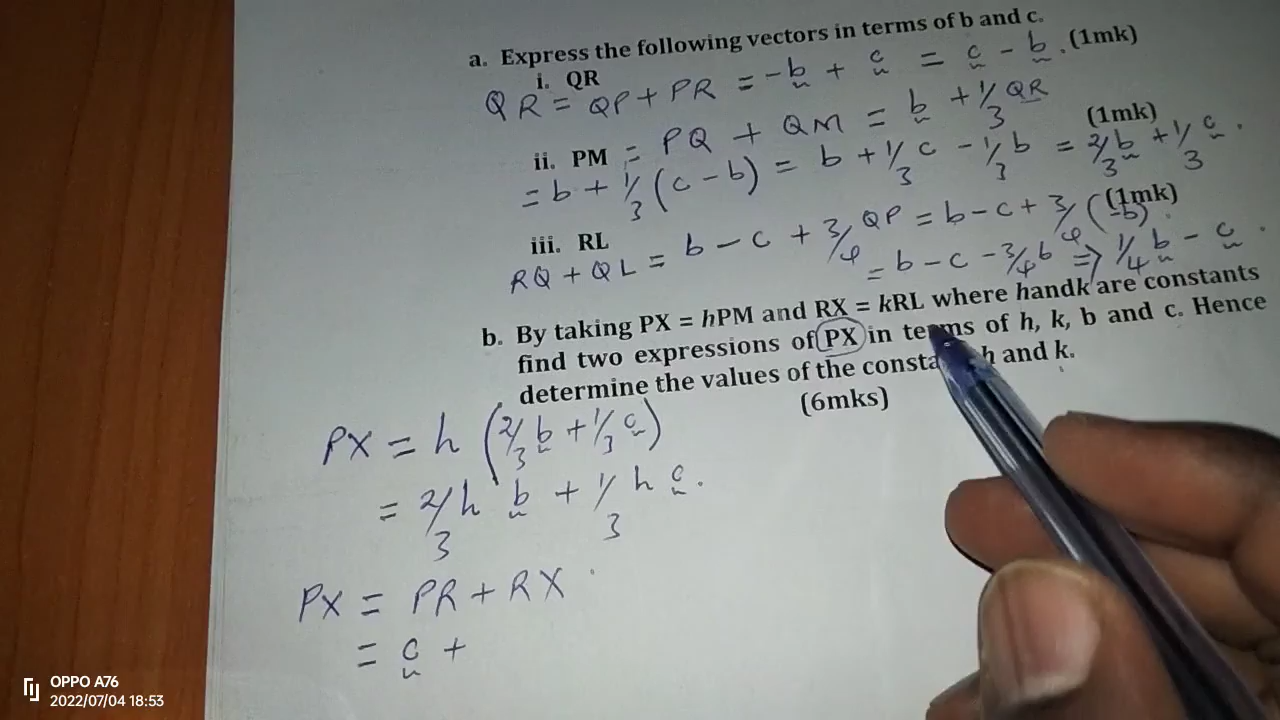 a. Express the following vectors in terms of b and c.
i. QR (1mk)
QR = QP + PR = -b + c = c - b.
ii. PM = PQ + QM = b + 1/3 QR (1mk)
= b + 1/3 (c - b) = b + 1/3 c - 1/3 b = 2/3 b + 1/3 c.
iii. RL (1mk)
RQ + QL = b - c + 3/4 QP = b - c + 3/4 (-b)
= b - c - 3/4 b => 1/4 b - c.
b. By taking PX = hPM and RX = kRL where handk are constants
find two expressions of PX in terms of h, k, b and c. Hence
determine the values of the h and k.
(6mks)
PX = h (2/3 b + 1/3 c)
= 2/3 h b + 1/3 h c.
PX = PR + RX
= c +
OPPO A76
2022/07/04 18:53